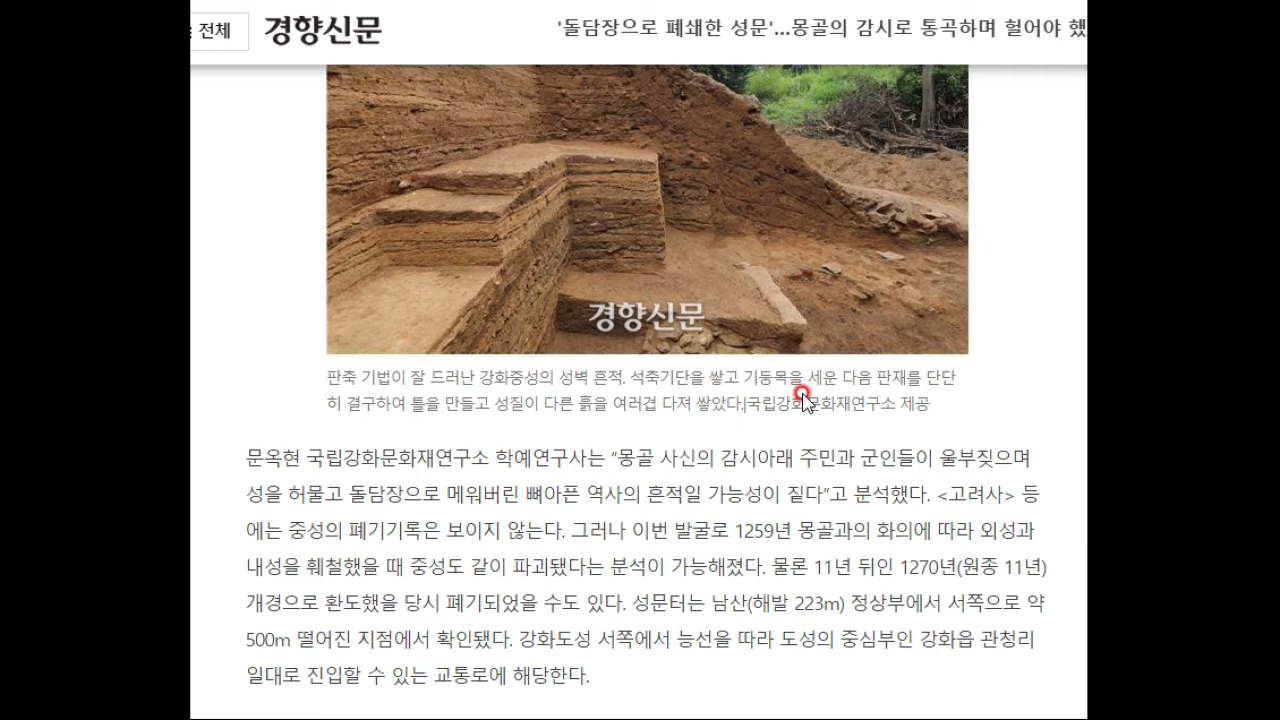 전체
경향신문
'돌담장으로 폐쇄한 성문'...몽골의 감시로 통곡하며 헐어야 했
경향신문
판축 기법이 잘 드러난 강화중성의 성벽 흔적. 석축기단을 쌓고 기둥목을 세운 다음 판재를 단단
히 결구하여 틀을 만들고 성질이 다른 흙을 여러겹 다져 쌓았다.|국립강화문화재연구소 제공
문옥현 국립강화문화재연구소 학예연구사는 “몽골 사신의 감시아래 주민과 군인들이 울부짖으며
성을 허물고 돌담장으로 메워버린 뼈아픈 역사의 흔적일 가능성이 짙다”고 분석했다. <고려사> 등
에는 중성의 폐기기록은 보이지 않는다. 그러나 이번 발굴로 1259년 몽골과의 화의에 따라 외성과
내성을 훼철했을 때 중성도 같이 파괴됐다는 분석이 가능해졌다. 물론 11년 뒤인 1270년(원종 11년)
개경으로 환도했을 당시 폐기되었을 수도 있다. 성문터는 남산(해발 223m) 정상부에서 서쪽으로 약
500m 떨어진 지점에서 확인됐다. 강화도성 서쪽에서 능선을 따라 도성의 중심부인 강화읍 관청리
일대로 진입할 수 있는 교통로에 해당한다.